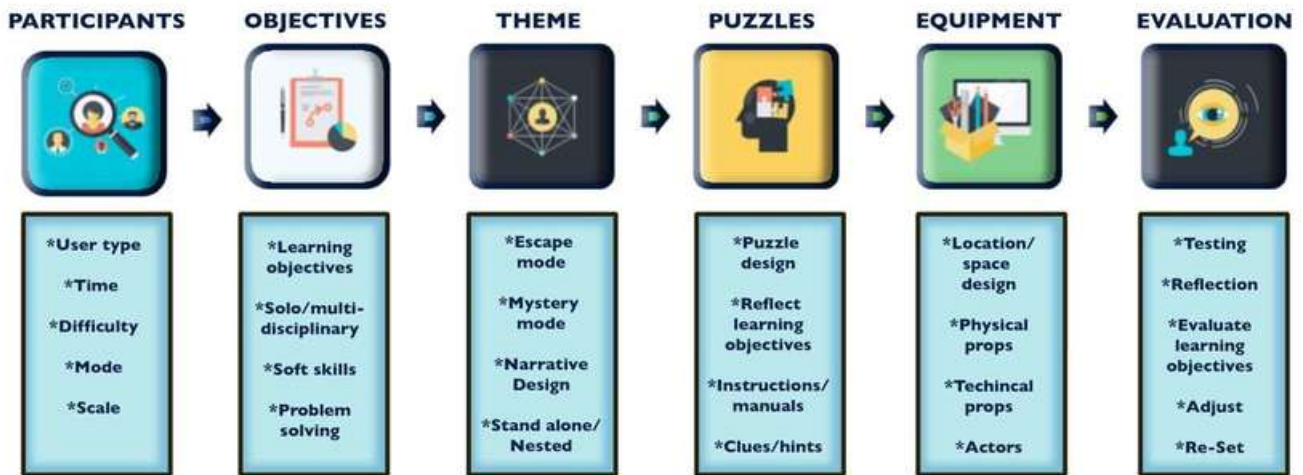 PARTICIPANTS
OBJECTIVES
THEME
PUZZLES
EQUIPMENT
EVALUATION
*User type
*Time
*Difficulty
*Mode
*Scale
*Learning
objectives
*Solo/multi-
disciplinary
*Soft skills
*Problem
solving
*Escape
mode
*Mystery
mode
*Narrative
Design
*Stand alone/
Nested
*Puzzle
design
*Reflect
learning
objectives
*Instructions/
manuals
*Clues/hints
*Location/
space
design
*Physical
props
*Techincal
props
*Actors
*Testing
*Reflection
*Evaluate
learning
objectives
*Adjust
*Re-Set